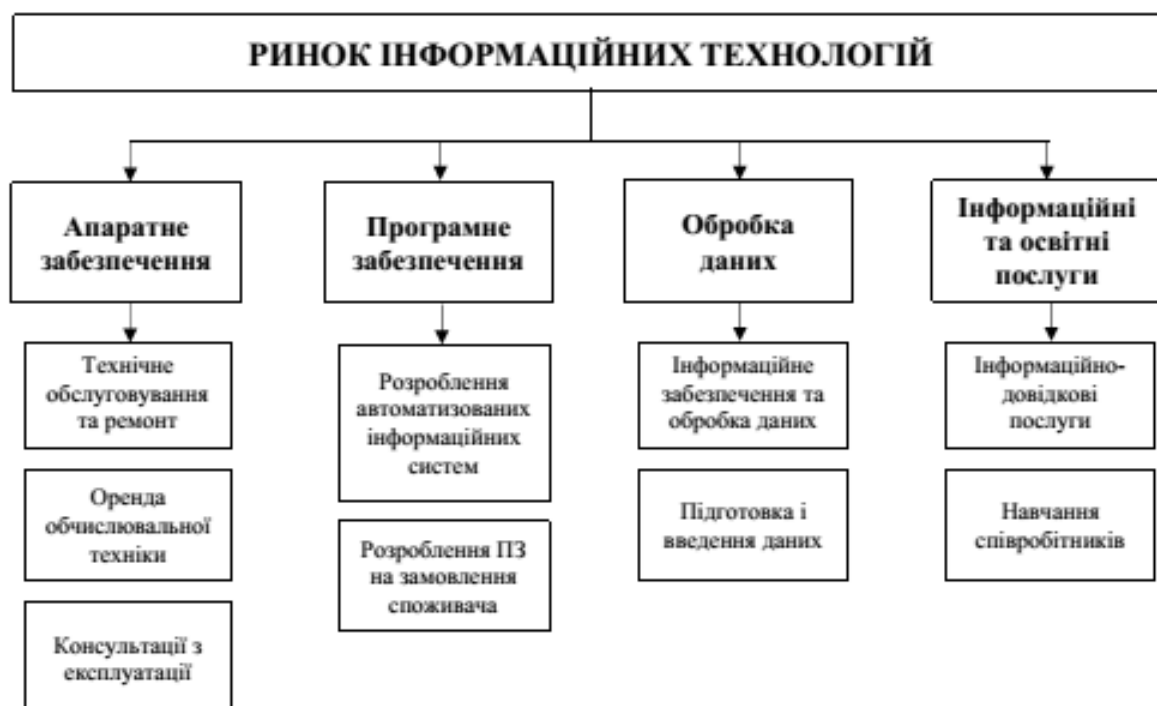 РИНОК ІНФОРМАЦІЙНИХ ТЕХНОЛОГІЙ
Апаратне
забезпечення
Технічне
обслуговування
та ремонт
Оренда
обчислювальної
техніки
Консультації з
експлуатації
Програмне
забезпечення
Розроблення
автоматизованих
інформаційних
систем
Розроблення ПЗ
на замовлення
споживача
Обробка
даних
Інформаційне
забезпечення та
обробка даних
Підготовка і
введення даних
Інформаційні
та освітні
послуги
Інформаційно-
довідкові
послуги
Навчання
співробітників